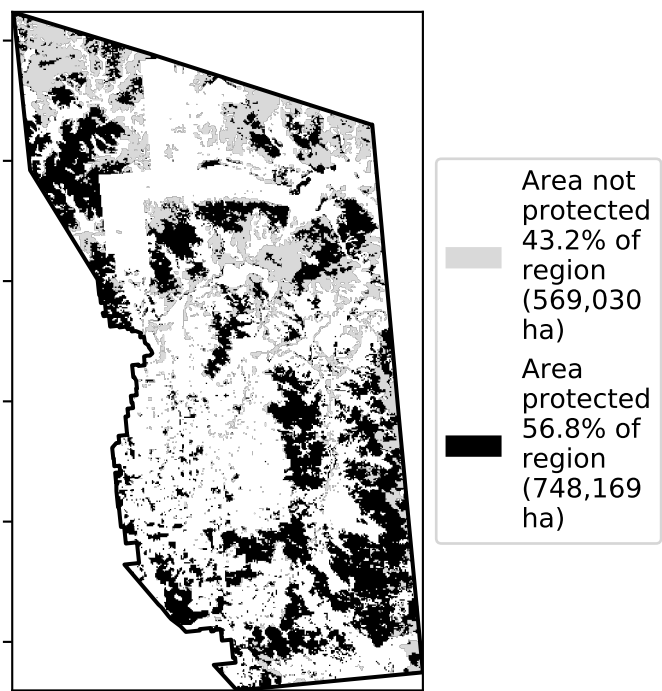 Area not
protected
43.2% of
region
(569,030
ha)
Area
protected
56.8% of
region
(748,169
ha)